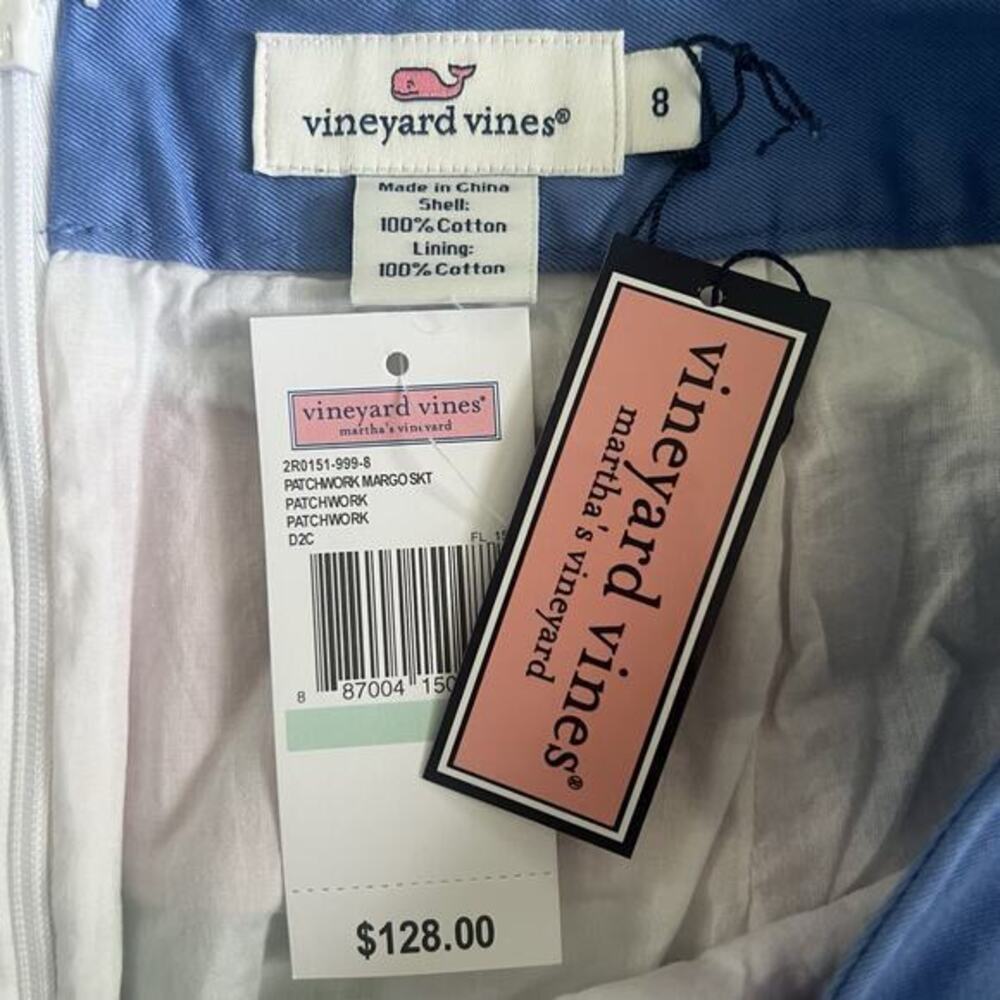 vineyard vines®
8
Made in China
Shell:
100% Cotton
Lining:
100% Cotton
vineyard vines®
martha's vineyard
2R0151-999-8
PATCHWORK MARGO SKT
PATCHWORK
PATCHWORK
D2C
FL
8 87004 150
$128.00
vineyard vines®
martha's vineyard